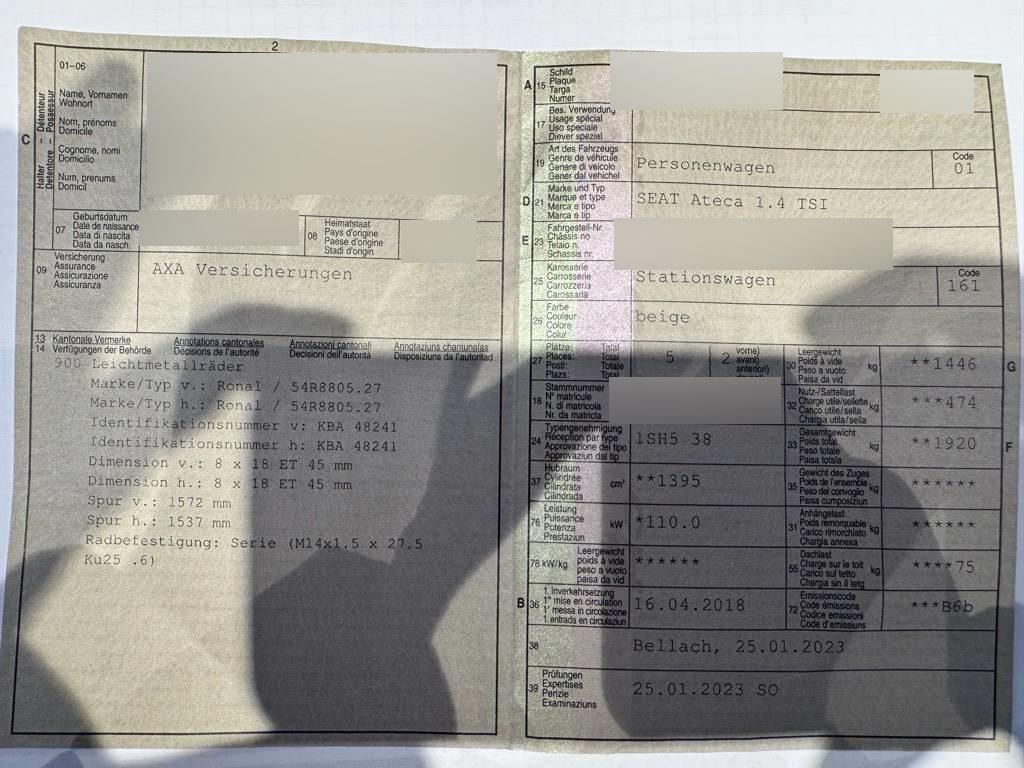 2
C
Halter – Détenteur
Detentore – Possessur
01-06
Name, Vornamen
Wohnort
Nom, prénoms
Domicile
Cognome, nomi
Domicilio
Num, prenums
Domicil
07
Geburtsdatum
Date de naissance
Data di nascita
Data da nasch.
08
Heimatstaat
Pays d'origine
Paese d'origine
Stadi d'origin
09
Versicherung
Assurance
Assicurazione
Assicuranza
AXA Versicherungen
13 Kantonale Vermerke Annotations cantonales Annotazioni cantonali Annotaziuns chantunalas
14 Verfügungen der Behörde Décisions de l'autorité Decisioni dell'autorità Disposiziuns da l'autoritad
900 Leichtmetallräder
Marke/Typ v.: Ronal / 54R8805.27
Marke/Typ h.: Ronal / 54R8805.27
Identifikationsnummer v: KBA 48241
Identifikationsnummer h: KBA 48241
Dimension v.: 8 x 18 ET 45 mm
Dimension h.: 8 x 18 ET 45 mm
Spur v.: 1572 mm
Spur h.: 1537 mm
Radbefestigung: Serie (M14x1.5 x 27.5
Ku25 .6)
A 15
Schild
Plaque
Targa
Numer
17
Bes. Verwendung
Usage spécial
Uso speciale
Diever spezial
19
Art des Fahrzeugs
Genre de véhicule
Genere di veicolo
Gener dal vehichel
Personenwagen
Code
01
D 21
Marke und Typ
Marque et type
Marca e tipo
Marca e tip
SEAT Ateca 1.4 TSI
E 23
Fahrgestell-Nr.
Châssis no
Telaio n.
Schassis nr.
25
Karosserie
Carrosserie
Carrozzeria
Carossaria
Stationswagen
Code
161
26
Farbe
Couleur
Colore
Colur
beige
27
Plätze: Total
Places: Total
Posti: Totale
Plazs: Total
5
2
vorne)
avant)
anteriori)
30
Leergewicht
Poids à vide
Peso a vuoto
Paisa da vid
kg
**1446
G
18
Stammnummer
N° matricule
N. di matricola
Nr. da matricla
32
Nutz-/Sattellast
Charge utile/sellette
Carico utile/sella
Chargia utila/sella
kg
***474
24
Typengenehmigung
Réception par type
Approvazione del tipo
Approvaziun dal tip
1SH5 38
33
Gesamtgewicht
Poids total
Peso totale
Paisa totala
kg
**1920
F
37
Hubraum
Cylindrée
Cilindrata
Cilindrada
cm³
**1395
35
Gewicht des Zuges
Poids de l'ensemble
Peso del convoglio
Paisa cumposiziun
kg
******
76
Leistung
Puissance
Potenza
Prestaziun
kW
*110.0
31
Anhängelast
Poids remorquable
Carico rimorchiato
Chargia annexa
kg
******
78 kW/kg
Leergewicht
poids à vide
peso a vuoto
paisa da vid
******
55
Dachlast
Charge sur le toit
Carico sul tetto
Chargia sin il tetg
kg
****75
B 36
1. Inverkehrsetzung
1re mise en circulation
1a messa in circolazione
1. entrada en circulaziun
16.04.2018
72
Emissionscode
Code émissions
Codice emissioni
Code d'emissiuns
***B6b
38
Bellach, 25.01.2023
39
Prüfungen
Expertises
Perizie
Examinaziuns
25.01.2023 SO